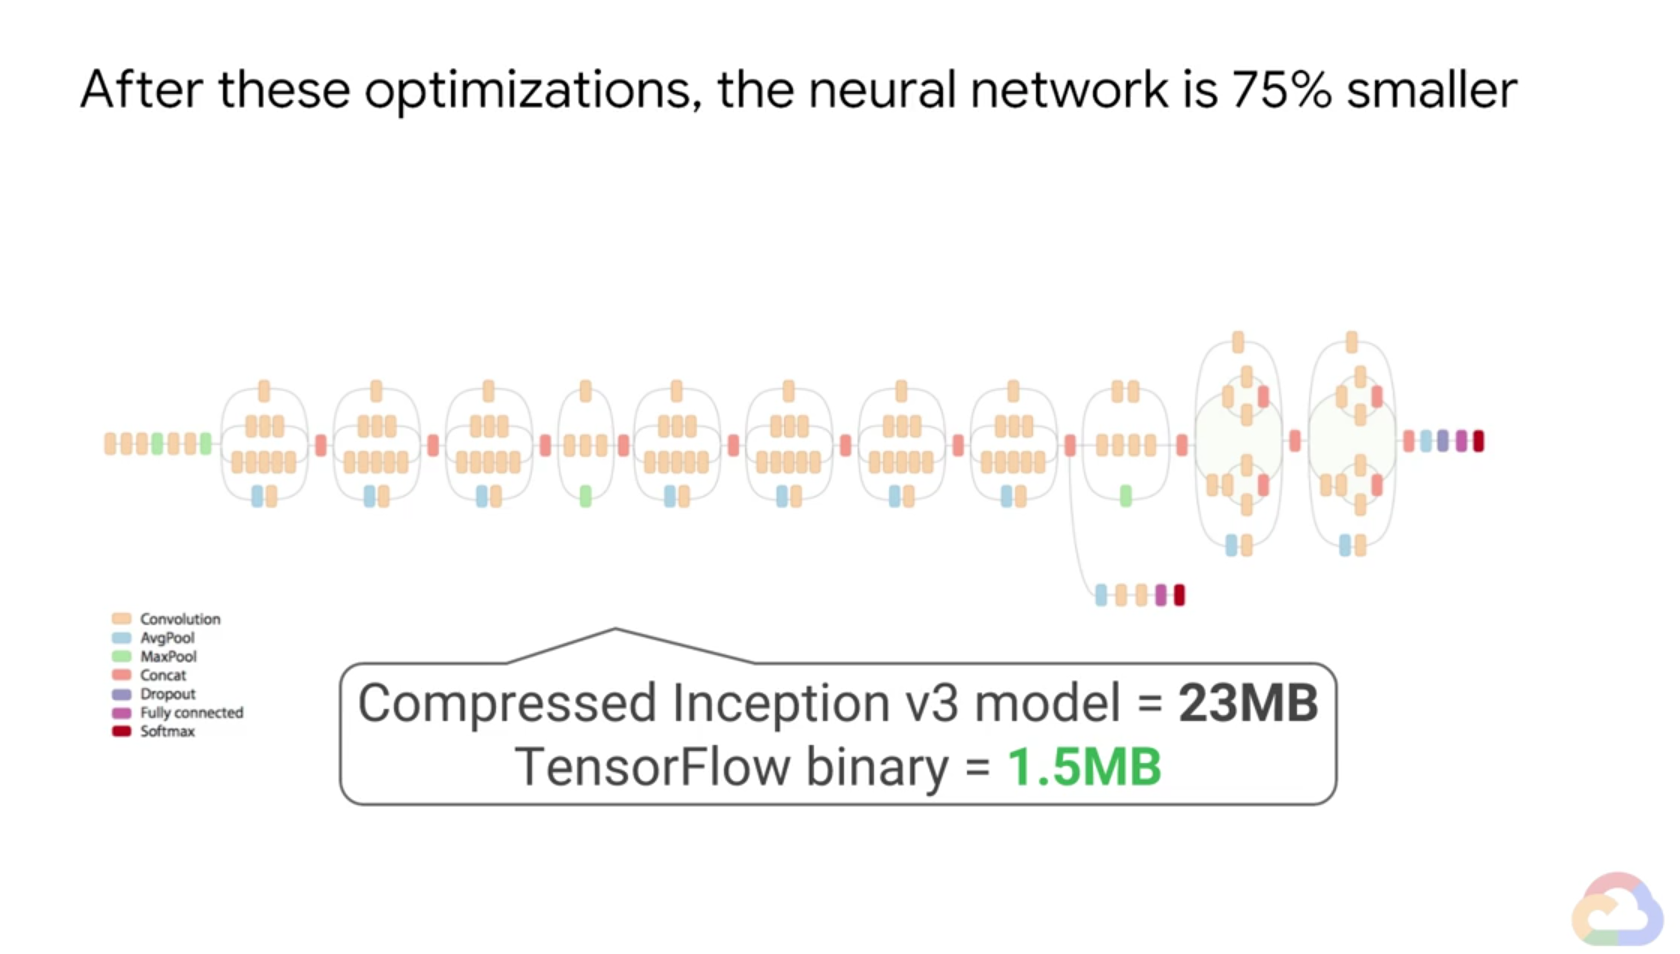 After these optimizations, the neural network is 75% smaller
Convolution
AvgPool
MaxPool
Concat
Dropout
Fully connected
Softmax
Compressed Inception v3 model = 23MB
TensorFlow binary = 1.5MB